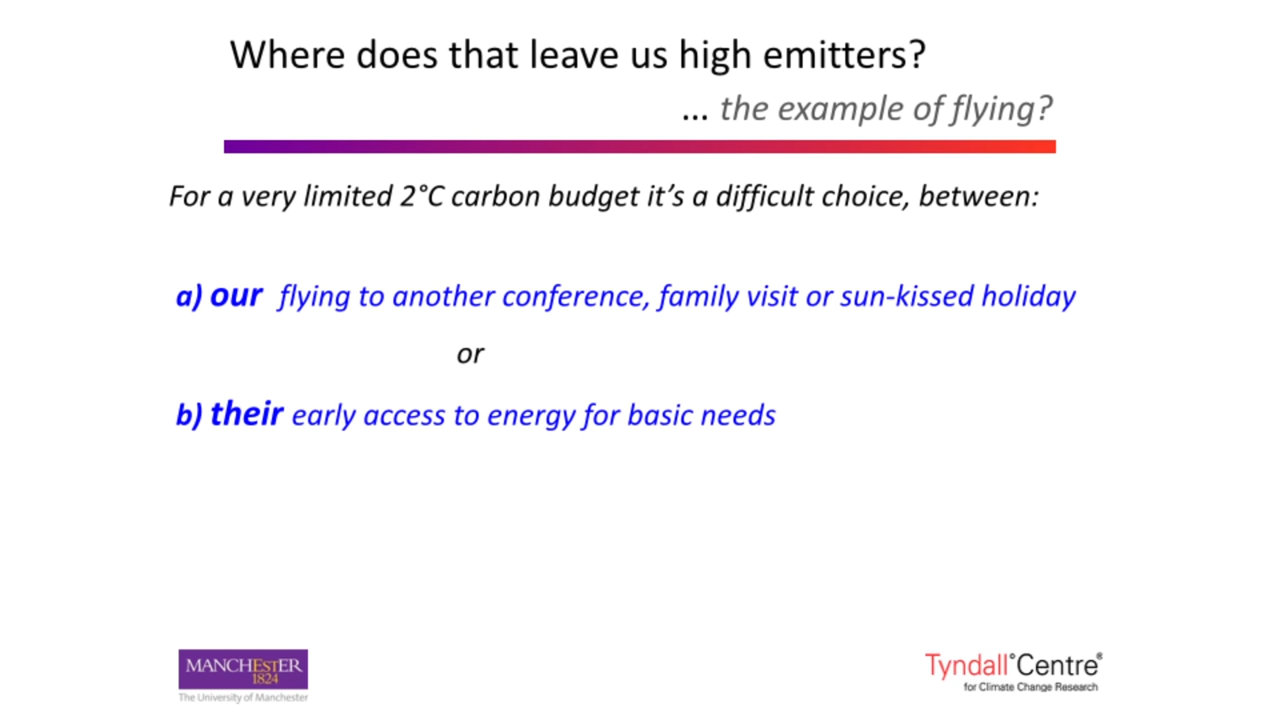 Where does that leave us high emitters?
... the example of flying?
For a very limited 2°C carbon budget it's a difficult choice, between:
a) our flying to another conference, family visit or sun-kissed holiday
or
b) their early access to energy for basic needs
MANCHESTER
1824
The University of Manchester
Tyndall°Centre®
for Climate Change Research